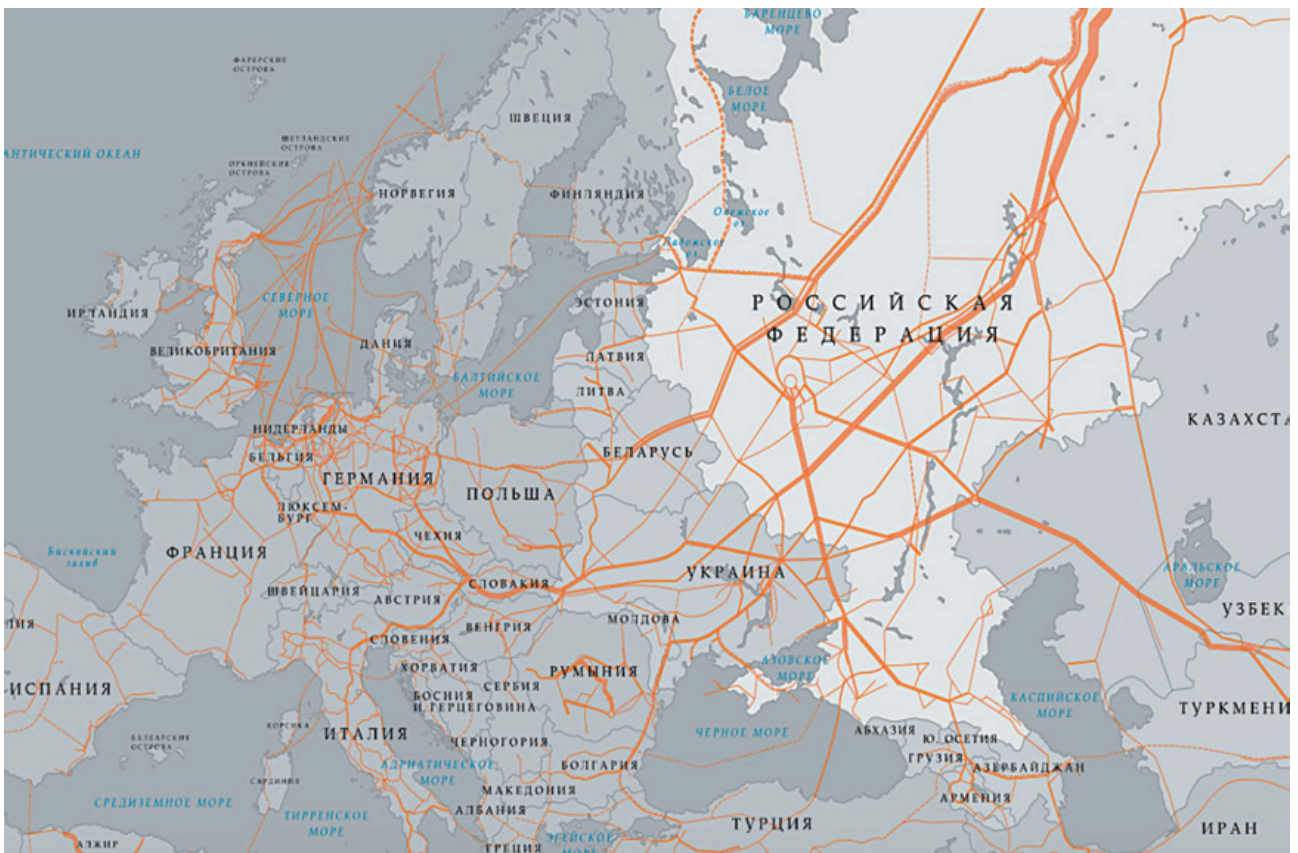 БАРЕНЦЕВО
МОРЕ
ФАРЕРСКИЕ
ОСТРОВА
БЕЛОЕ
МОРЕ
ШВЕЦИЯ
ШЕТЛАНДСКИЕ
ОСТРОВА
АНТИЧЕСКИЙ ОКЕАН
ОРКНЕЙСКИЕ
ОСТРОВА
НОРВЕГИЯ
ФИНЛЯНДИЯ
Онежское
оз.
Ладожское
оз.
СЕВЕРНОЕ
МОРЕ
ЭСТОНИЯ
РОССИЙСКАЯ
ФЕДЕРАЦИЯ
ИРЛАНДИЯ
ВЕЛИКОБРИТАНИЯ
ДАНИЯ
ЛАТВИЯ
БАЛТИЙСКОЕ
МОРЕ
ЛИТВА
КАЗАХСТА
НИДЕРЛАНДЫ
БЕЛЬГИЯ
БЕЛАРУСЬ
ГЕРМАНИЯ
ПОЛЬША
ЛЮКСЕМ-
БУРГ
ЧЕХИЯ
Бискайский
залив
ФРАНЦИЯ
УКРАИНА
АРАЛЬСКОЕ
МОРЕ
СЛОВАКИЯ
ШВЕЙЦАРИЯ
АВСТРИЯ
УЗБЕК
ЛИЯ
ВЕНГРИЯ
МОЛДОВА
СЛОВЕНИЯ
ХОРВАТИЯ
РУМЫНИЯ
АЗОВСКОЕ
МОРЕ
ИСПАНИЯ
СЕРБИЯ
БОСНИЯ
И ГЕРЦЕГОВИНА
КАСПИЙСКОЕ
МОРЕ
ТУРКМЕНИ
КОРСИКА
ИТАЛИЯ
ЧЕРНОЕ МОРЕ
АБХАЗИЯ
Ю. ОСЕТИЯ
БАЛЕАРСКИЕ
ОСТРОВА
ЧЕРНОГОРИЯ
ГРУЗИЯ
АЗЕРБАЙДЖАН
АДРИАТИЧЕСКОЕ
МОРЕ
БОЛГАРИЯ
САРДИНИЯ
МАКЕДОНИЯ
АРМЕНИЯ
СРЕДИЗЕМНОЕ МОРЕ
АЛБАНИЯ
ТИРРЕНСКОЕ
МОРЕ
ТУРЦИЯ
ИРАН
ЭГЕЙСКОЕ
МОРЕ
АЛЖИР
ГРЕЦИЯ